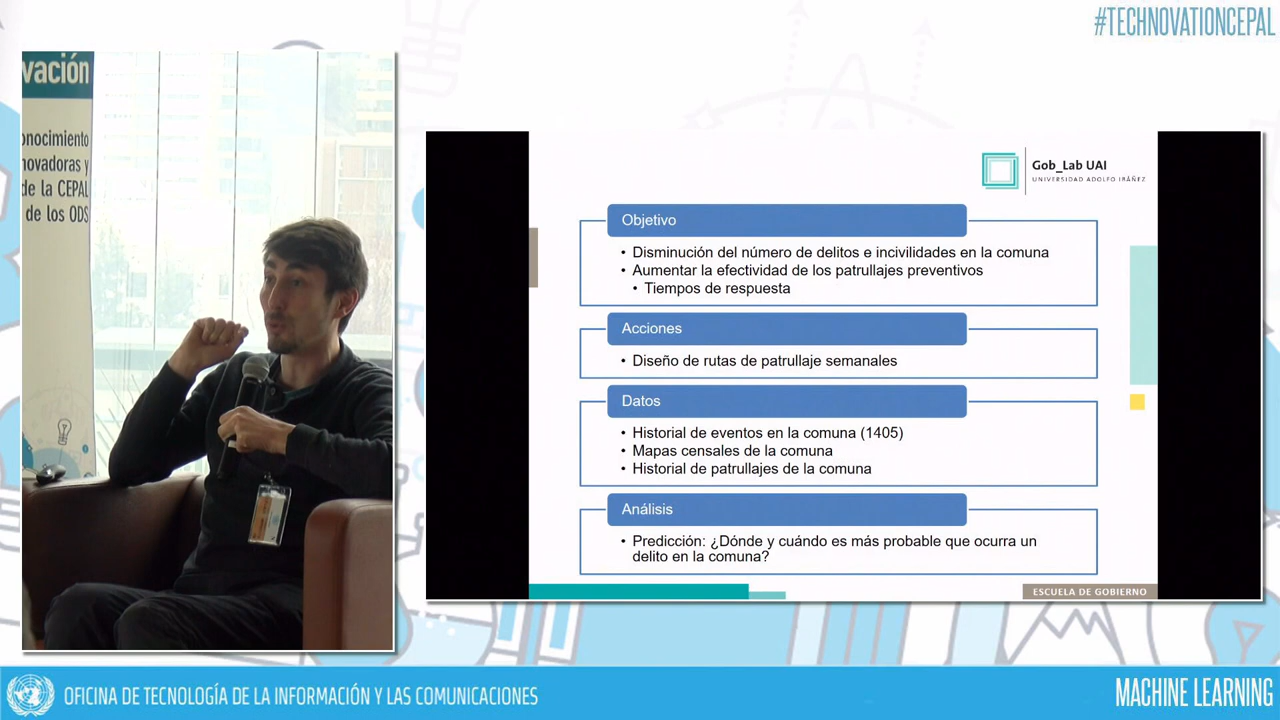 #TECHNOVATIONCEPAL
vación
onocimiento
novadoras y
de la CEPAL
de los ODS
Gob_Lab UAI
UNIVERSIDAD ADOLFO IBÁÑEZ
Objetivo
• Disminución del número de delitos e incivilidades en la comuna
• Aumentar la efectividad de los patrullajes preventivos
• Tiempos de respuesta
Acciones
• Diseño de rutas de patrullaje semanales
Datos
• Historial de eventos en la comuna (1405)
• Mapas censales de la comuna
• Historial de patrullajes de la comuna
Análisis
• Predicción: ¿Dónde y cuándo es más probable que ocurra un
delito en la comuna?
ESCUELA DE GOBIERNO
OFICINA DE TECNOLOGÍA DE LA INFORMACIÓN Y LAS COMUNICACIONES
MACHINE LEARNING